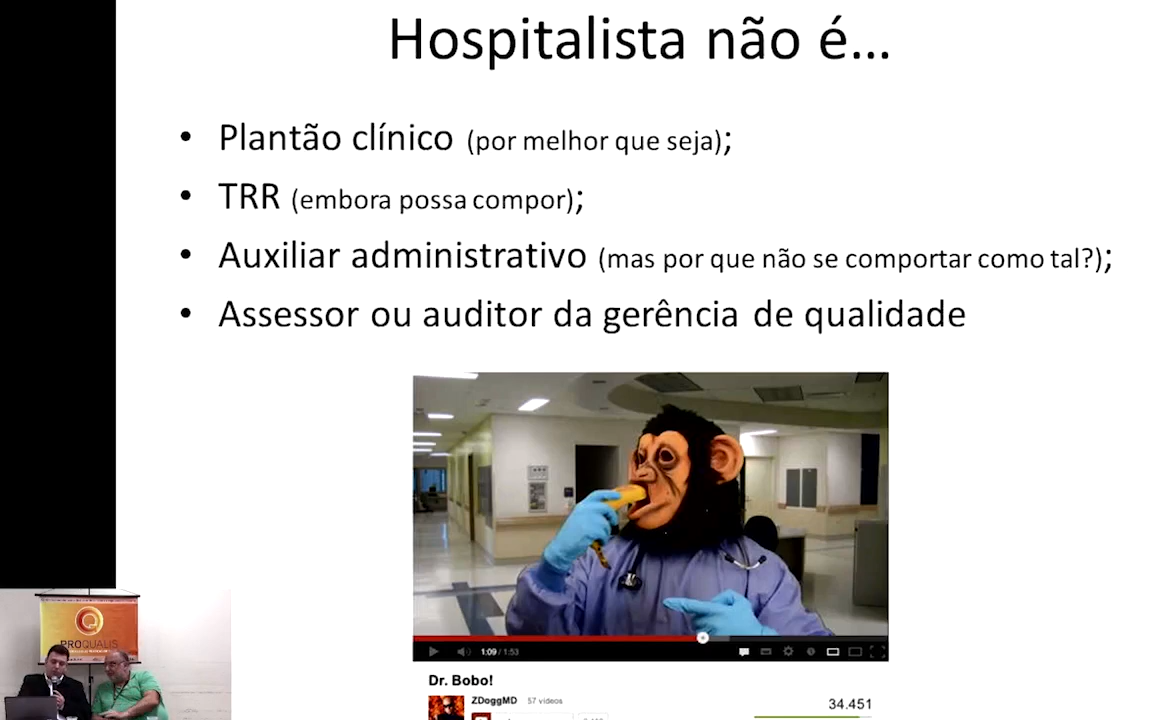 Hospitalista não é...
• Plantão clínico (por melhor que seja);
• TRR (embora possa compor);
• Auxiliar administrativo (mas por que não se comportar como tal?);
• Assessor ou auditor da gerência de qualidade
1:09 / 1:53
Dr. Bobo!
ZDoggMD 57 vídeos
34.451
PROQUALIS